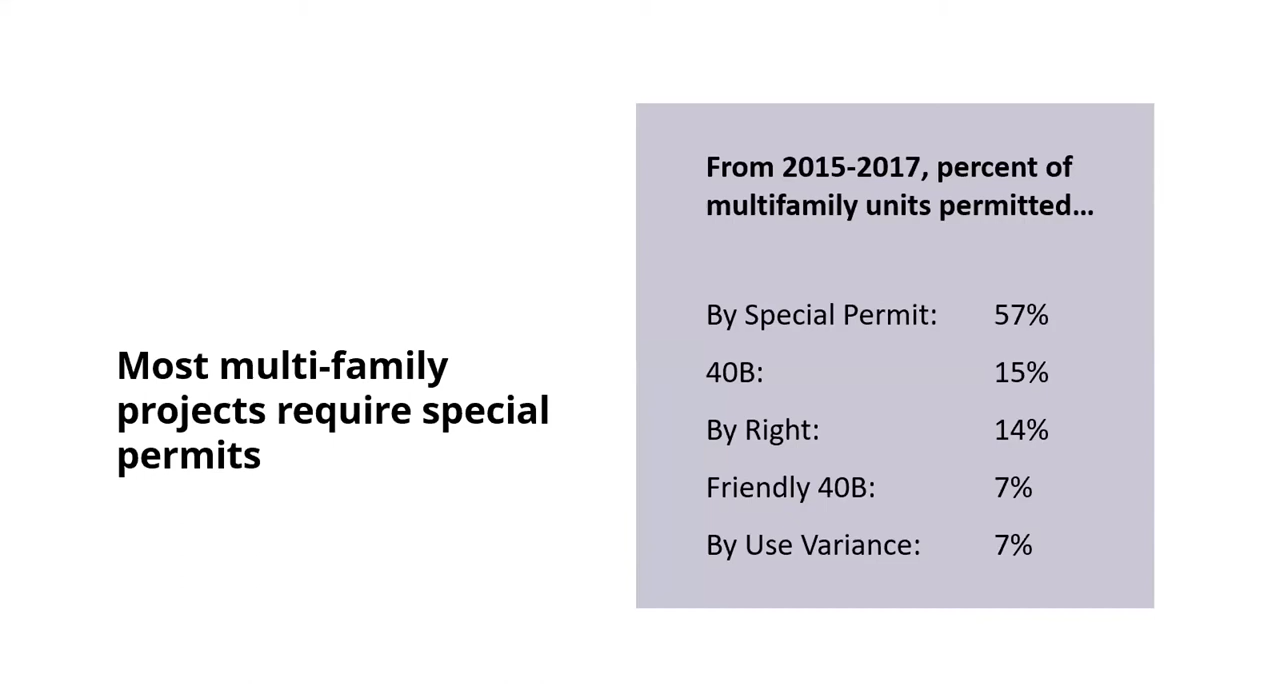 Most multi-family
projects require special
permits
From 2015-2017, percent of
multifamily units permitted…
By Special Permit: 57%
40B: 15%
By Right: 14%
Friendly 40B: 7%
By Use Variance: 7%